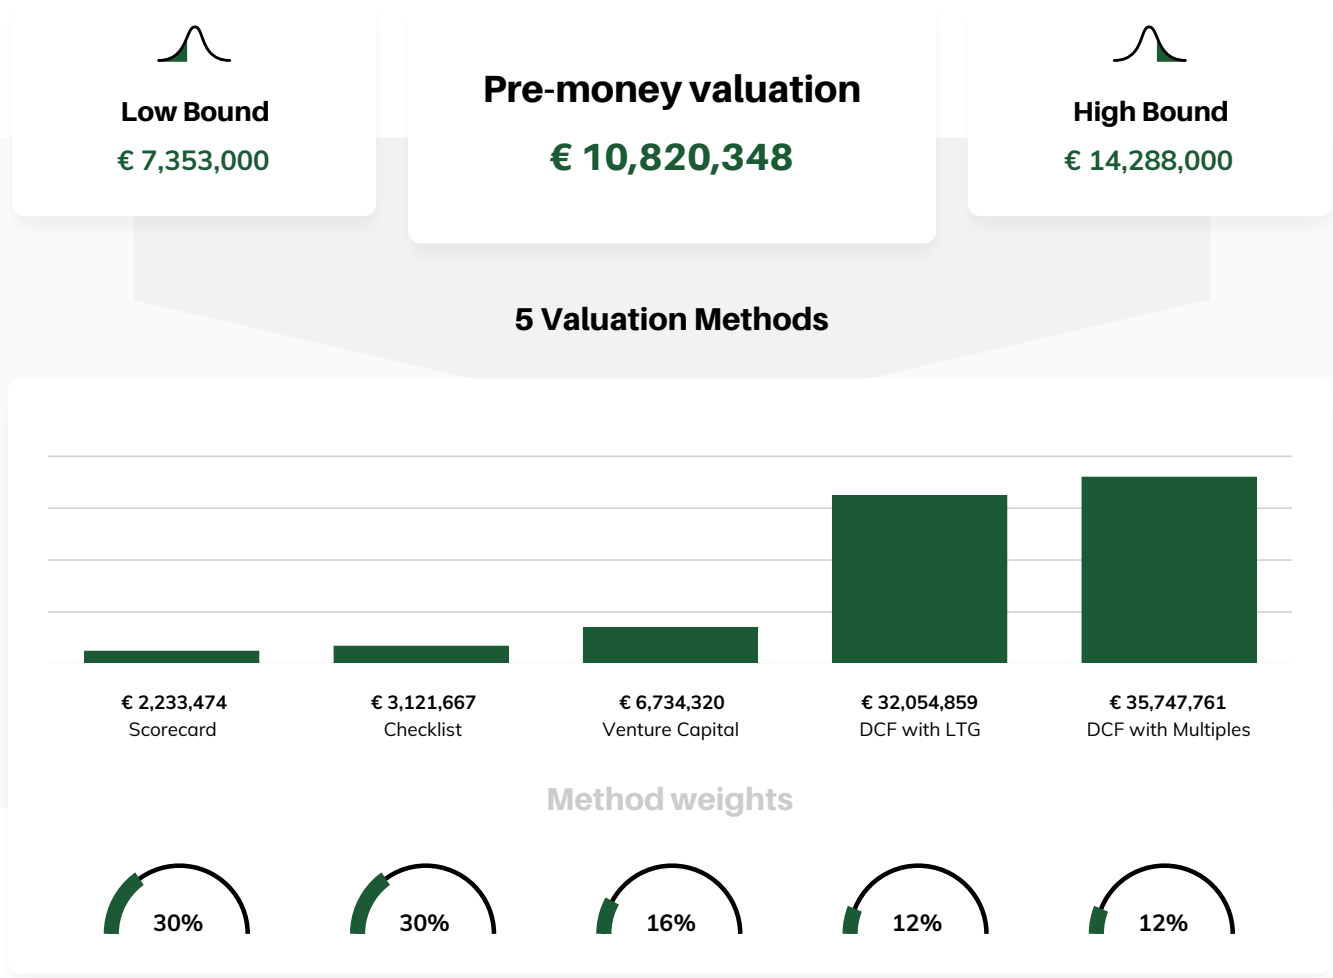 Low Bound
€ 7,353,000
Pre-money valuation
€ 10,820,348
High Bound
€ 14,288,000
5 Valuation Methods
€ 2,233,474
Scorecard
€ 3,121,667
Checklist
€ 6,734,320
Venture Capital
€ 32,054,859
DCF with LTG
€ 35,747,761
DCF with Multiples
Method weights
30%
30%
16%
12%
12%